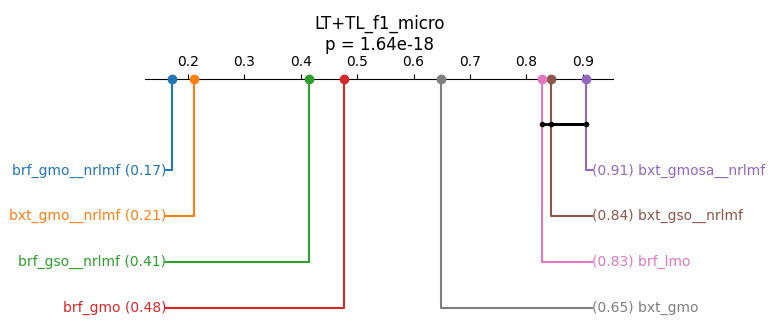 LT+TL_f1_micro
p = 1.64e-18
0.2 0.3 0.4 0.5 0.6 0.7 0.8 0.9
brf_gmo__nrlmf (0.17) (0.91) bxt_gmosa__nrlmf
bxt_gmo__nrlmf (0.21) (0.84) bxt_gso__nrlmf
brf_gso__nrlmf (0.41) (0.83) brf_lmo
brf_gmo (0.48) (0.65) bxt_gmo